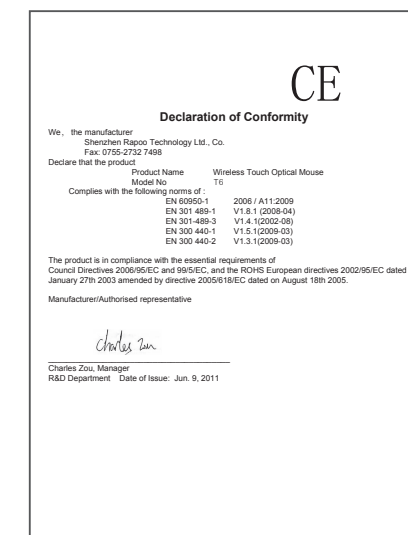 CE
Declaration of Conformity
We, the manufacturer
Shenzhen Rapoo Technology Ltd., Co.
Fax: 0755-2732 7498
Declare that the product
Product Name Wireless Touch Optical Mouse
Model No T6
Complies with the following norms of :
EN 60950-1 2006 / A11:2009
EN 301 489-1 V1.8.1 (2008-04)
EN 301-489-3 V1.4.1(2002-08)
EN 300 440-1 V1.5.1(2009-03)
EN 300 440-2 V1.3.1(2009-03)
The product is in compliance with the essential requirements of
Council Directives 2006/95/EC and 99/5/EC, and the ROHS European directives 2002/95/EC dated
January 27th 2003 amended by directive 2005/618/EC dated on August 18th 2005.
Manufacturer/Authorised representative
Charles Zou
Charles Zou, Manager
R&D Department Date of Issue: Jun. 9, 2011